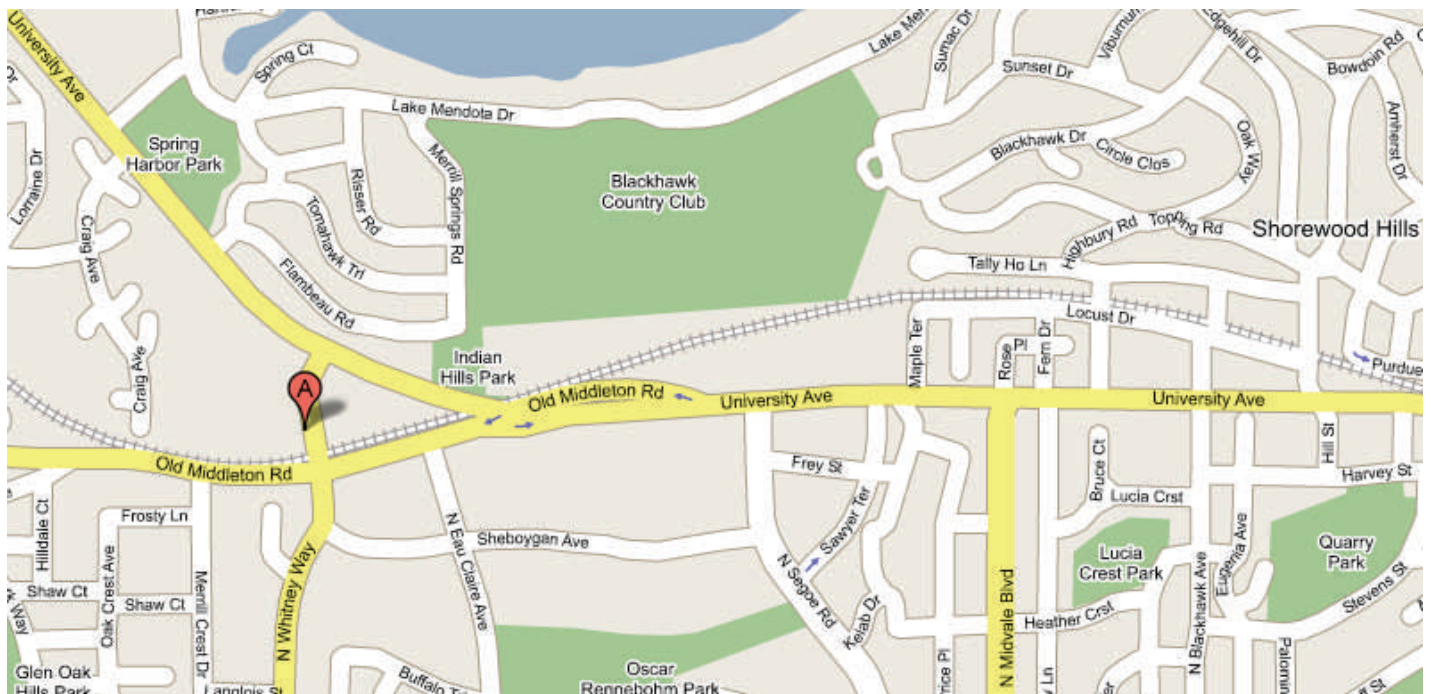 University Ave
Spring Ct
Lake Mendota Dr
Sumac Dr
Sunset Dr
Edgehill Dr
Bowdoin Rd
Amherst Dr
Dr
Lorraine Dr
Spring
Harbor Park
Risser Rd
Merrill Springs Rd
Tomahawk Trl
Flambeau Rd
Craig Ave
Craig Ave
Blackhawk
Country Club
Blackhawk Dr
Circle Clos
Oak Way
Highbury Rd
Topping Rd
Shorewood Hills
Tally Ho Ln
Locust Dr
Maple Ter
Rose Pl
Fern Dr
Purdue
Indian
Hills Park
A
Old Middleton Rd
University Ave
University Ave
Old Middleton Rd
Frey St
Bruce Ct
Hill St
Harvey St
Lucia Crst
Hilldale Ct
Frosty Ln
Sheboygan Ave
Sawyer Ter
N Eau Claire Ave
N Whitney Way
Oak Crest Ave
Merrill Crest Dr
Shaw Ct
Shaw Ct
Way
Lucia
Crest Park
Eugenia Ave
Quarry
Park
Stevens St
N Segoe Rd
Kelab Dr
N Midvale Blvd
Heather Crst
N Blackhawk Ave
Glen Oak
Hills Park
Langlois St
Oscar
Rennebohm Park
Ln
St